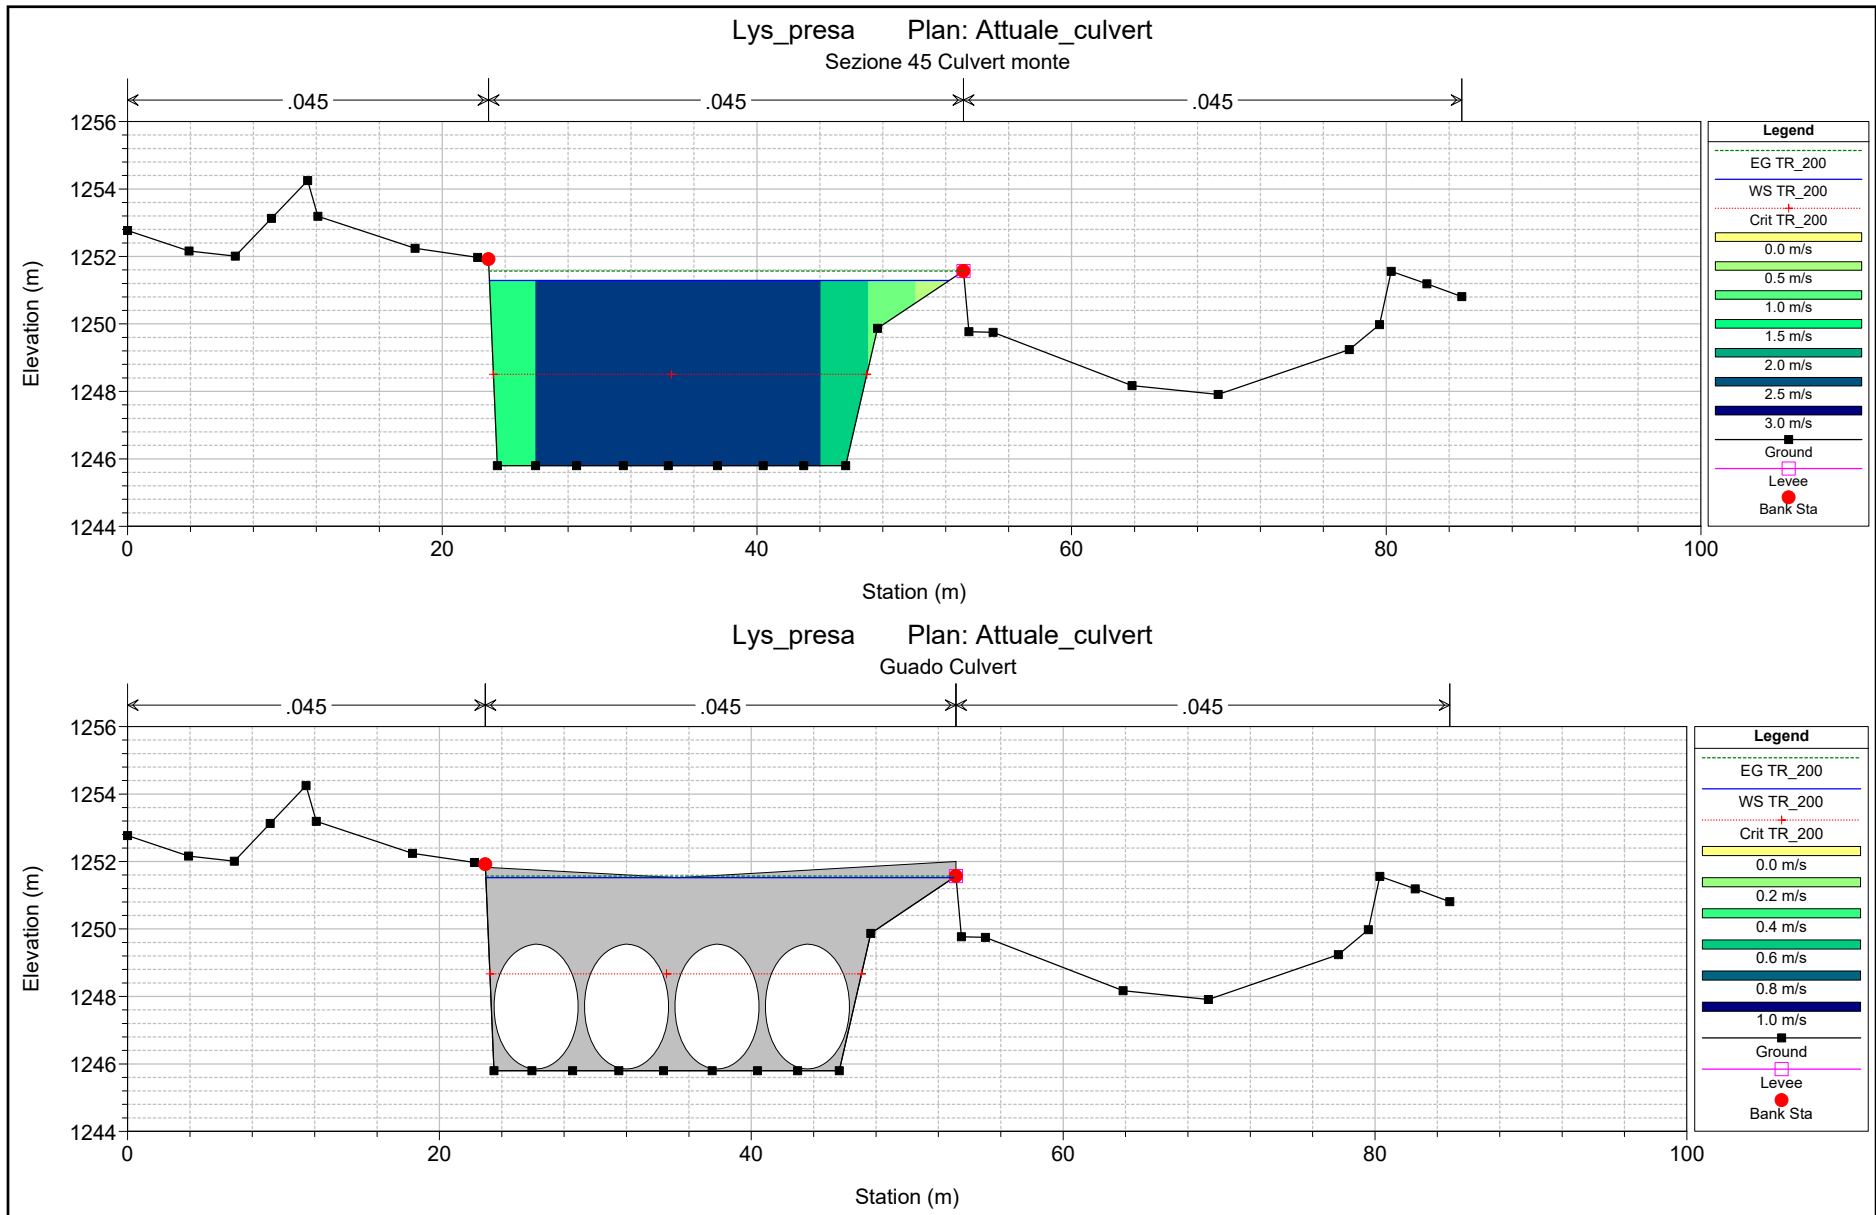 Lys_presa Plan: Attuale_culvert
Sezione 45 Culvert monte
.045 .045 .045
1256
1254
1252
1250
1248
1246
1244
Elevation (m)
0 20 40 60 80 100
Station (m)
Legend
EG TR_200
WS TR_200
Crit TR_200
0.0 m/s
0.5 m/s
1.0 m/s
1.5 m/s
2.0 m/s
2.5 m/s
3.0 m/s
Ground
Levee
Bank Sta
Lys_presa Plan: Attuale_culvert
Guado Culvert
.045 .045 .045
1256
1254
1252
1250
1248
1246
1244
Elevation (m)
0 20 40 60 80 100
Station (m)
Legend
EG TR_200
WS TR_200
Crit TR_200
0.0 m/s
0.2 m/s
0.4 m/s
0.6 m/s
0.8 m/s
1.0 m/s
Ground
Levee
Bank Sta